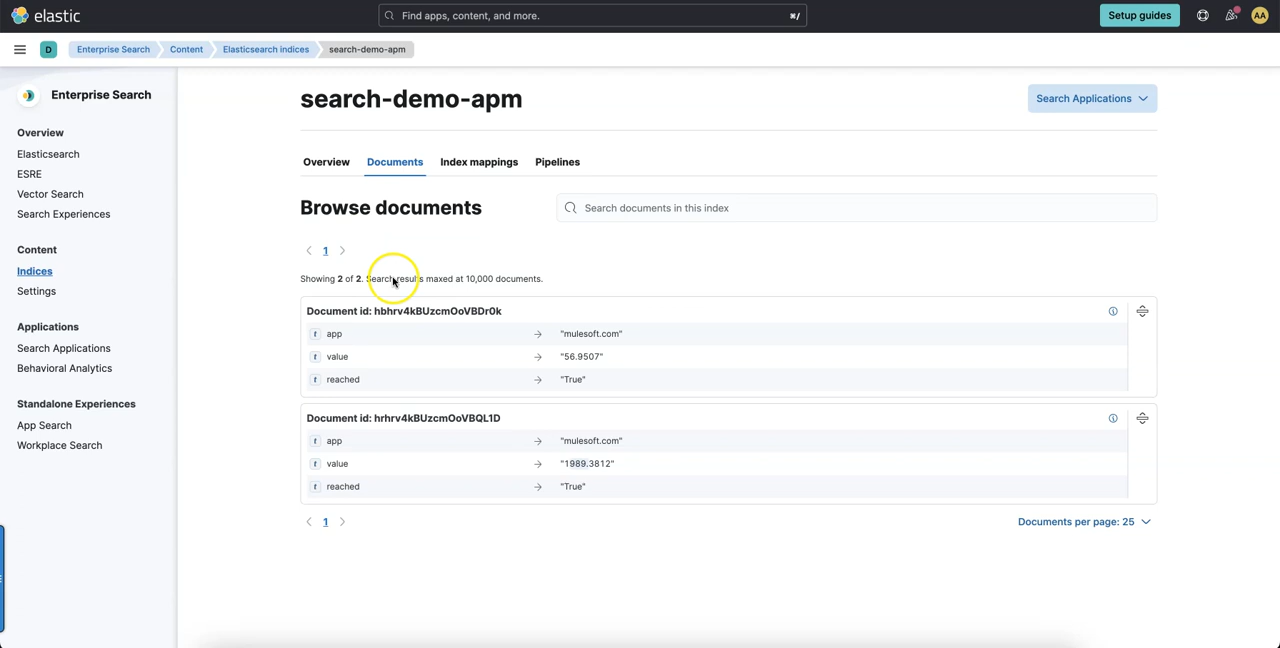 elastic
Find apps, content, and more.
⌘/
Setup guides
AA
D
Enterprise Search
Content
Elasticsearch indices
search-demo-apm
Enterprise Search
Overview
Elasticsearch
ESRE
Vector Search
Search Experiences
Content
Indices
Settings
Applications
Search Applications
Behavioral Analytics
Standalone Experiences
App Search
Workplace Search
search-demo-apm
Search Applications
Overview
Documents
Index mappings
Pipelines
Browse documents
Search documents in this index
1
Showing 2 of 2. Search results maxed at 10,000 documents.
Document id: hbhrv4kBUzcmOoVBDr0k
t app → "mulesoft.com"
t value → "56.9507"
t reached → "True"
Document id: hrhrv4kBUzcmOoVBQL1D
t app → "mulesoft.com"
t value → "1989.3812"
t reached → "True"
1
Documents per page: 25